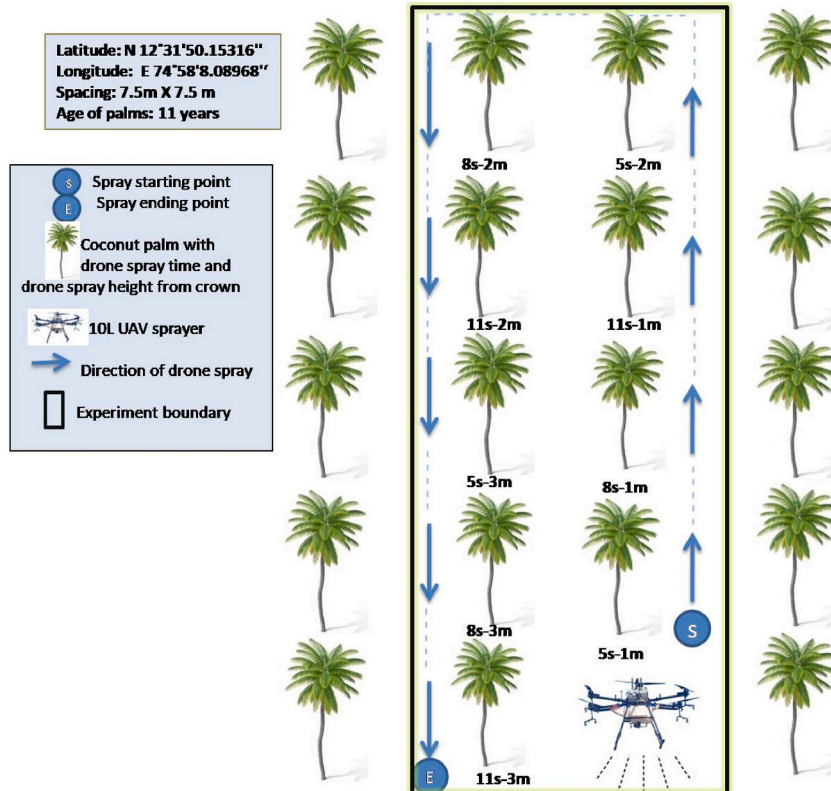 Latitude: N 12°31'50.15316"
Longitude: E 74°58'8.08968"
Spacing: 7.5m X 7.5 m
Age of palms: 11 years
S
Spray starting point
E
Spray ending point
Coconut palm with
drone spray time and
drone spray height from crown
10L UAV sprayer
Direction of drone spray
Experiment boundary
8s-2m
5s-2m
11s-2m
11s-1m
5s-3m
8s-1m
8s-3m
S
5s-1m
E
11s-3m